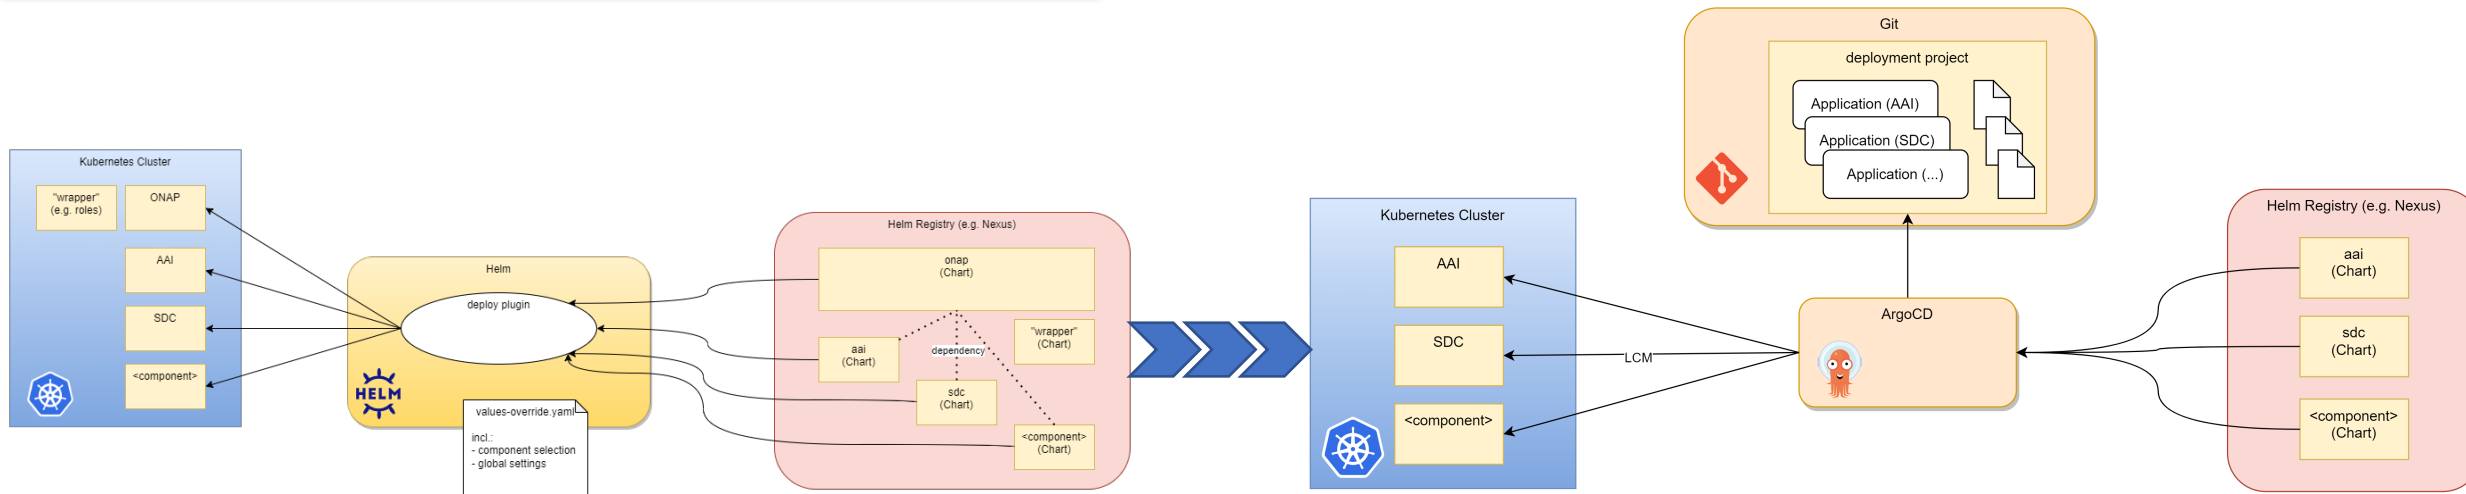 Kubernetes Cluster
"wrapper"
(e.g. roles)
ONAP
AAI
SDC
<component>
Helm
deploy plugin
HELM
values-override.yaml
incl.:
- component selection
- global settings
Helm Registry (e.g. Nexus)
onap
(Chart)
"wrapper"
(Chart)
dependency
aai
(Chart)
sdc
(Chart)
<component>
(Chart)
Kubernetes Cluster
AAI
SDC
<component>
LCM
Git
deployment project
Application (AAI)
Application (SDC)
Application (...)
ArgoCD
Helm Registry (e.g. Nexus)
aai
(Chart)
sdc
(Chart)
<component>
(Chart)